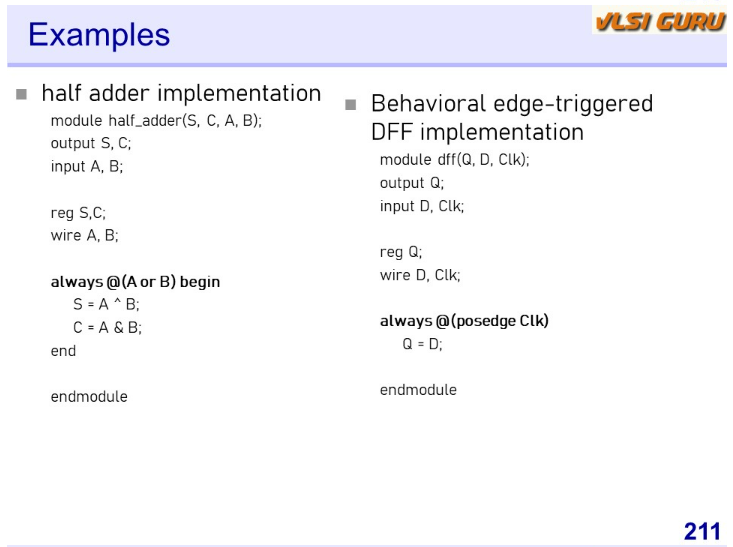 Examples
VLSI GURU
half adder implementation
module half_adder(S, C, A, B);
output S, C;
input A, B;
reg S,C;
wire A, B;
always @(A or B) begin
S = A ^ B;
C = A & B;
end
endmodule
Behavioral edge-triggered
DFF implementation
module dff(Q, D, Clk);
output Q;
input D, Clk;
reg Q;
wire D, Clk;
always @(posedge Clk)
Q = D;
endmodule
211